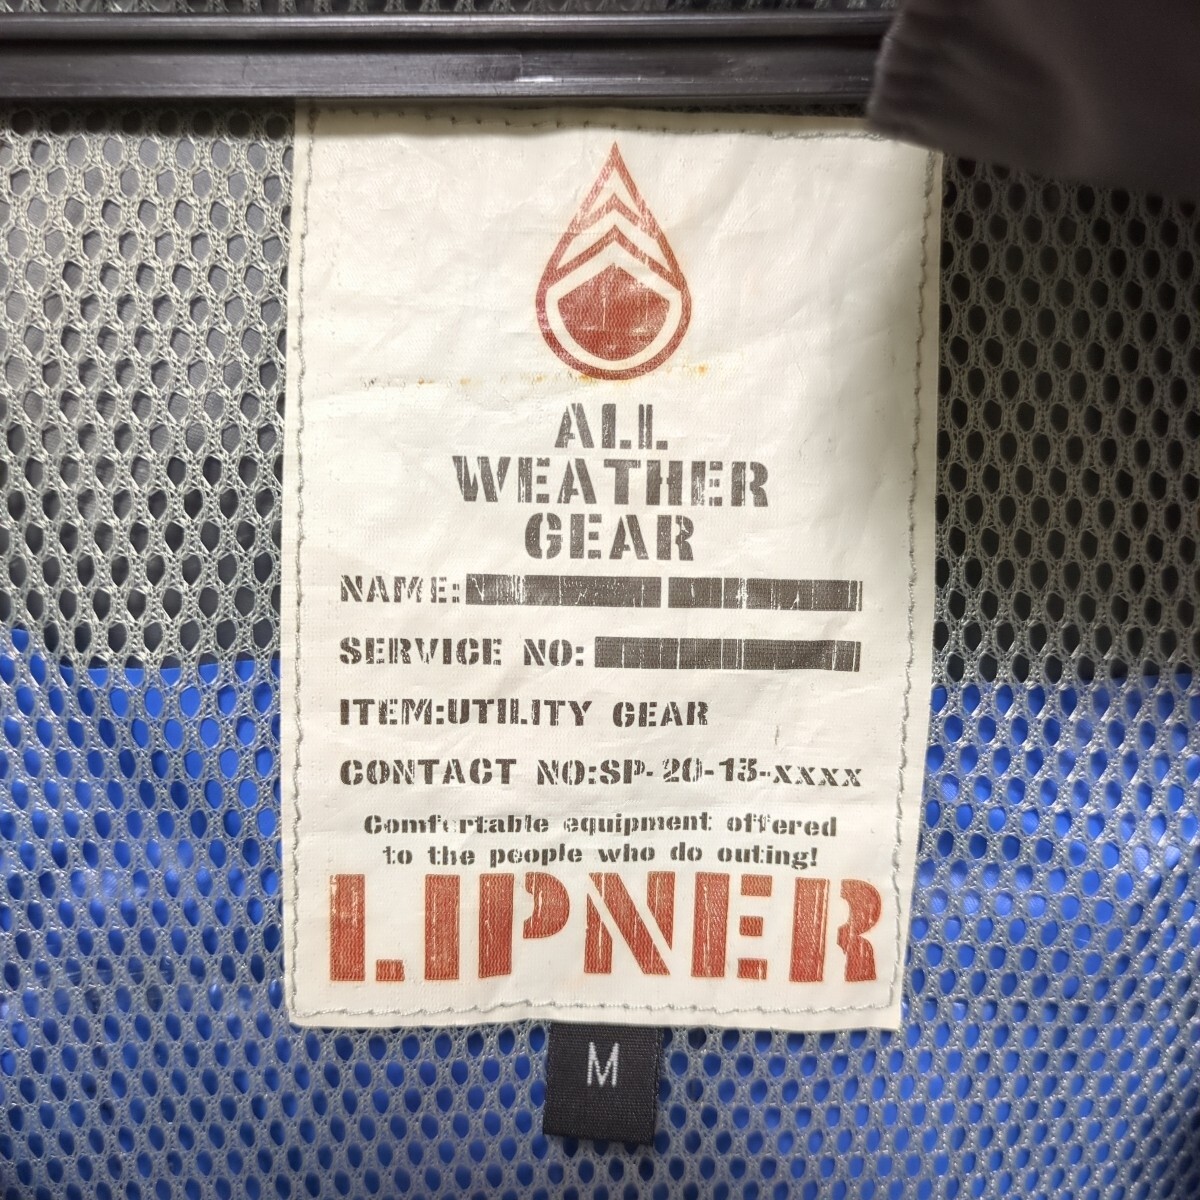 ALL
WEATHER
GEAR
NAME:
SERVICE NO:
ITEM:UTILITY GEAR
CONTACT NO:SP-20-13-xxxx
Comfortable equipment offered
to the people who do outing!
LIPNER
M